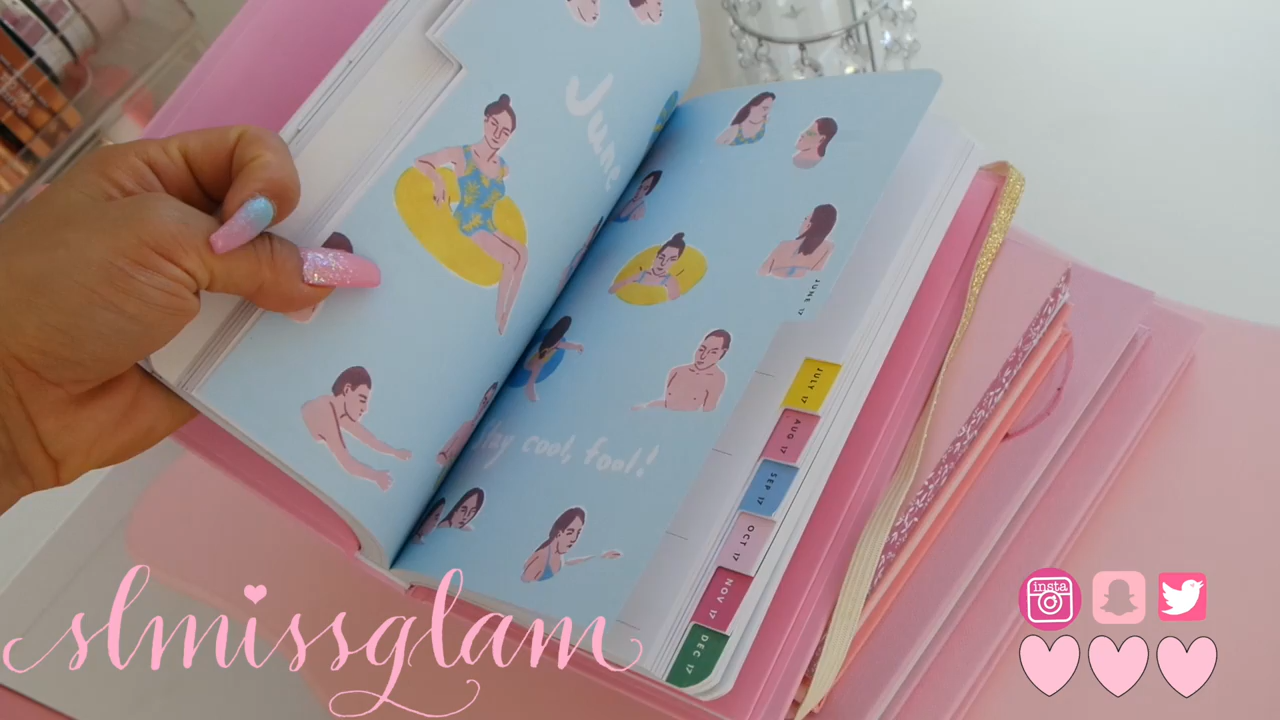 June
JUNE 17
JULY 17
AUG 17
SEP 17
OCT 17
NOV 17
DEC 17
cool, fool!
slmissglam
insta